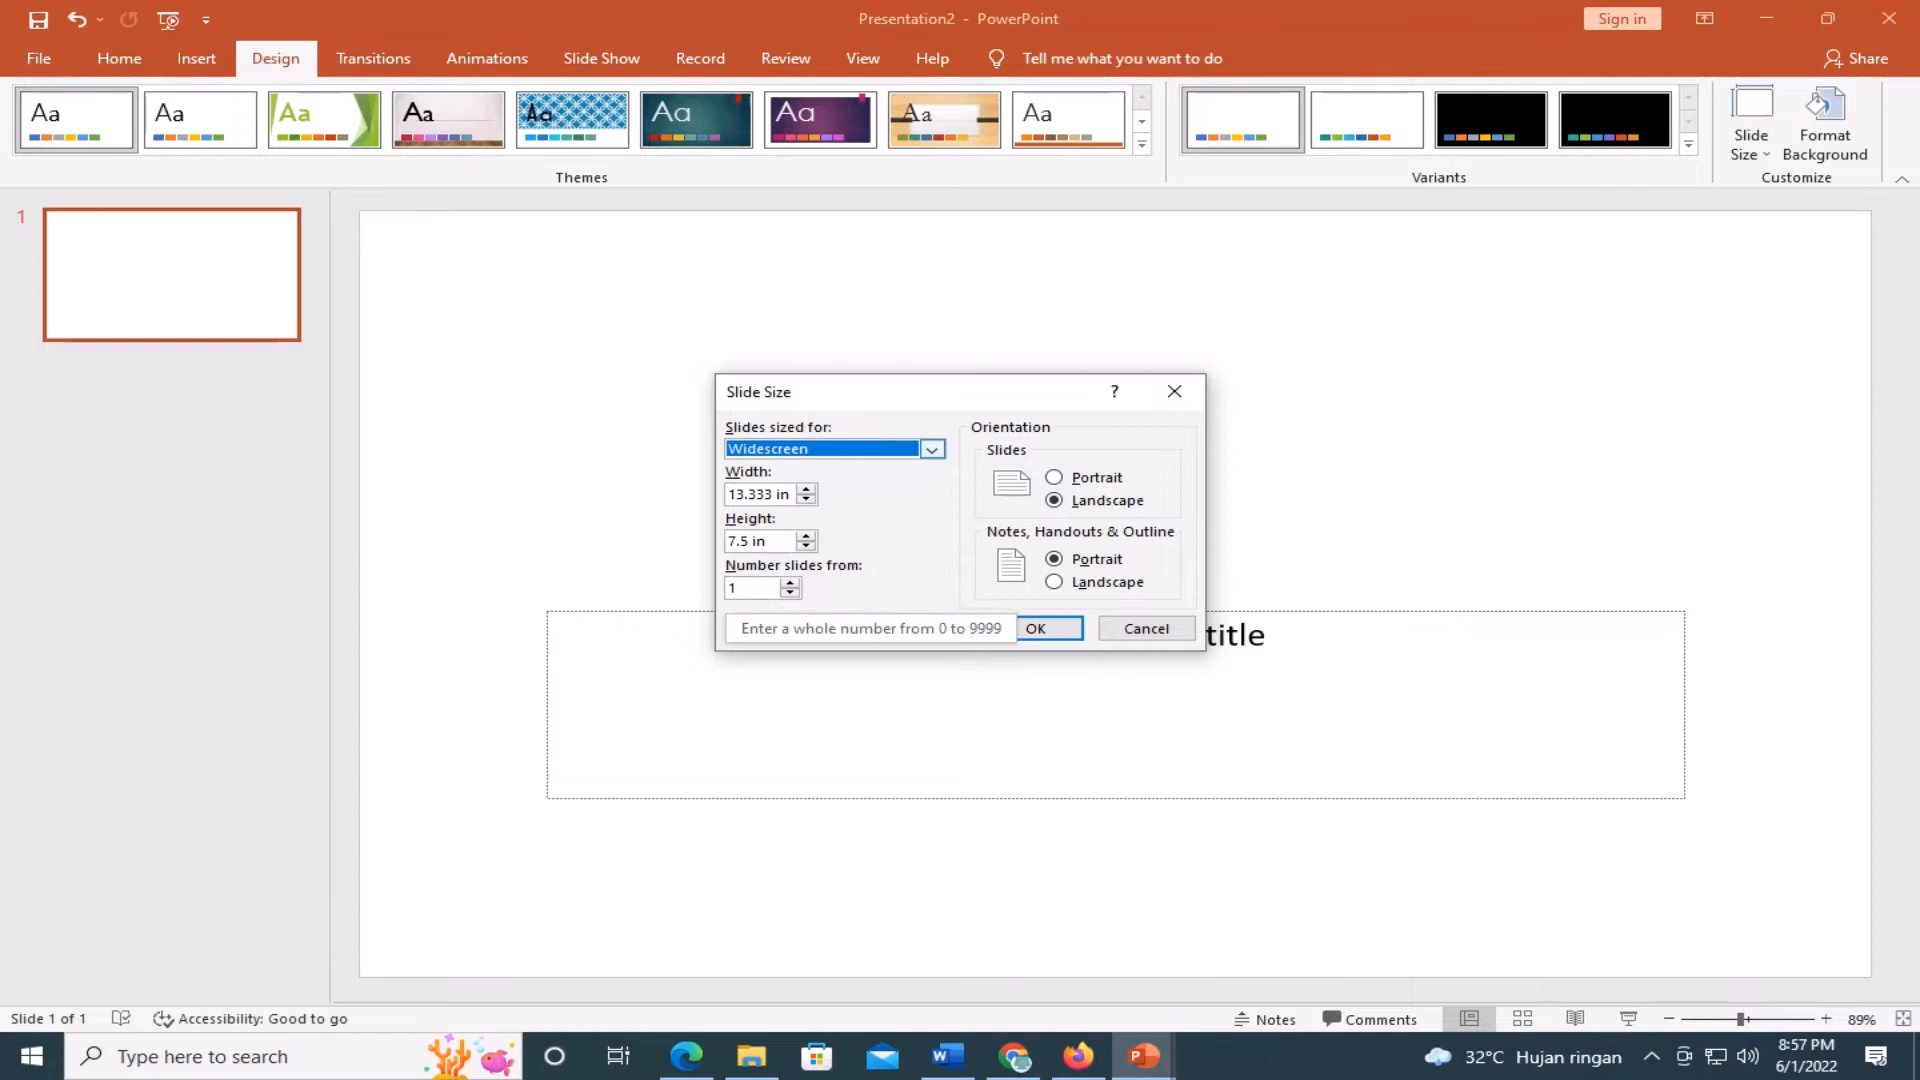 Presentation2 - PowerPoint
Sign in
File Home Insert Design Transitions Animations Slide Show Record Review View Help Tell me what you want to do Share
Aa Aa Aa Aa Aa Aa Aa Aa Aa
Slide Size
Format Background
Themes Variants Customize
1
Slide Size ?
Slides sized for:
Widescreen
Width:
13.333 in
Height:
7.5 in
Number slides from:
1
Enter a whole number from 0 to 9999
Orientation
Slides
Portrait
Landscape
Notes, Handouts & Outline
Portrait
Landscape
OK Cancel
title
Slide 1 of 1 Accessibility: Good to go Notes Comments 89%
Type here to search
32°C Hujan ringan
8:57 PM
6/1/2022